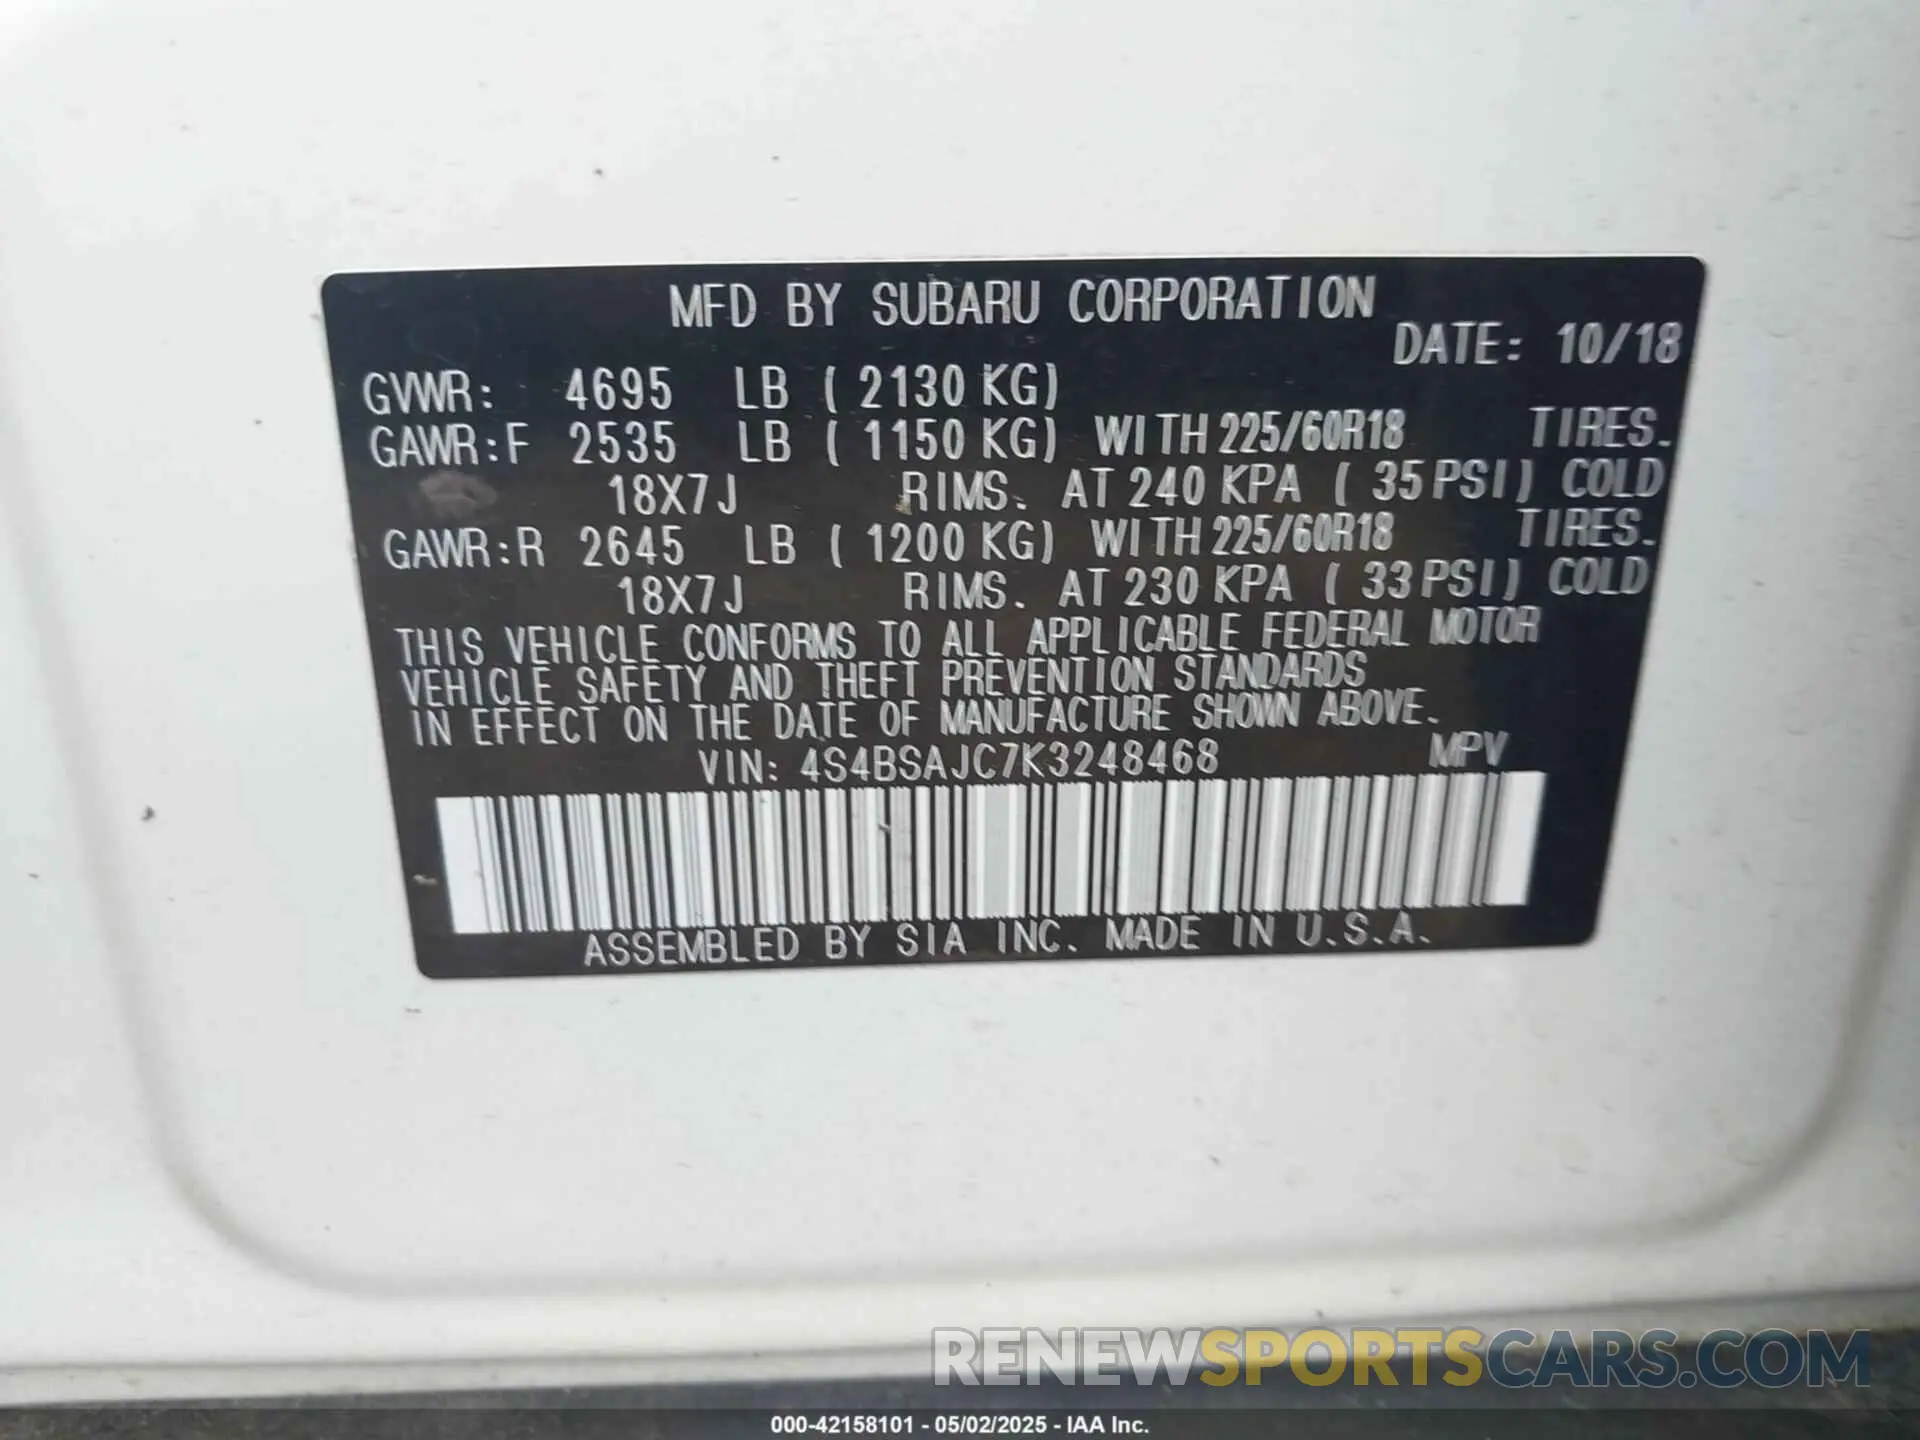 MFD BY SUBARU CORPORATION
DATE: 10/18
GVWR: 4695 LB ( 2130 KG)
GAWR:F 2535 LB ( 1150 KG) WITH 225/60R18 TIRES.
18X7J RIMS. AT 240 KPA ( 35 PSI) COLD
GAWR:R 2645 LB ( 1200 KG) WITH 225/60R18 TIRES.
18X7J RIMS. AT 230 KPA ( 33 PSI) COLD
THIS VEHICLE CONFORMS TO ALL APPLICABLE FEDERAL MOTOR
VEHICLE SAFETY AND THEFT PREVENTION STANDARDS
IN EFFECT ON THE DATE OF MANUFACTURE SHOWN ABOVE.
VIN: 4S4BSAJC7K3248468 MPV
ASSEMBLED BY SIA INC. MADE IN U.S.A.
RENEWSPORTSCARS.COM
000-42158101 - 05/02/2025 - IAA Inc.